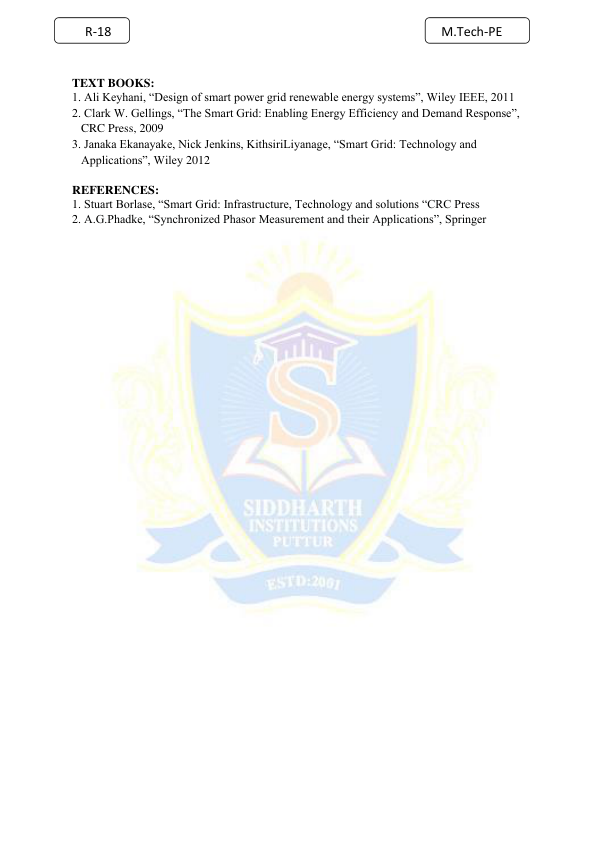 R-18
M.Tech-PE
TEXT BOOKS:
1. Ali Keyhani, “Design of smart power grid renewable energy systems”, Wiley IEEE, 2011
2. Clark W. Gellings, “The Smart Grid: Enabling Energy Efficiency and Demand Response”,
CRC Press, 2009
3. Janaka Ekanayake, Nick Jenkins, KithsiriLiyanage, “Smart Grid: Technology and
Applications”, Wiley 2012
REFERENCES:
1. Stuart Borlase, “Smart Grid: Infrastructure, Technology and solutions “CRC Press
2. A.G.Phadke, “Synchronized Phasor Measurement and their Applications”, Springer
S
SIDDHARTH
INSTITUTIONS
PUTTUR
ESTD:2001